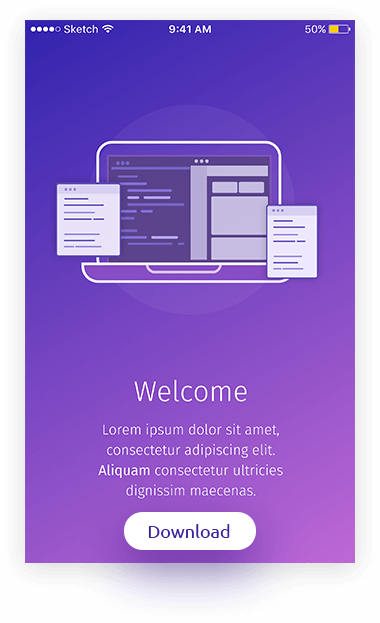 Sketch 9:41 AM 50%
Welcome
Lorem ipsum dolor sit amet,
consectetur adipiscing elit.
Aliquam consectetur ultricies
dignissim maecenas.
Download